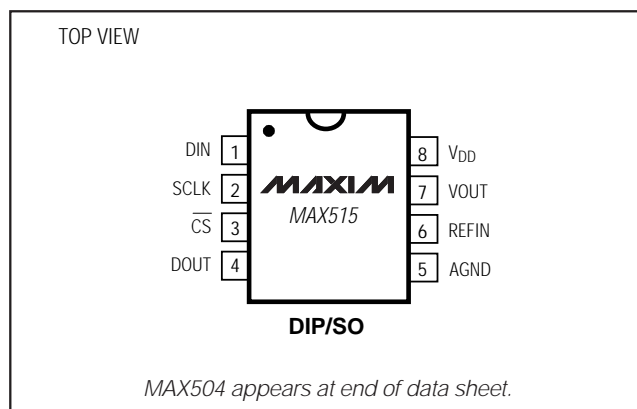 TOP VIEW
DIN 1
SCLK 2
C̅S̅ 3
DOUT 4
MAXIM
MAX515
8 VDD
7 VOUT
6 REFIN
5 AGND
DIP/SO
MAX504 appears at end of data sheet.